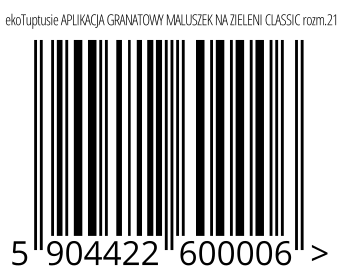 ekoTuptusie APLIKACJA GRANATOWY MALUSZEK NA ZIELENI CLASSIC rozm.21
5 904422 600006 >